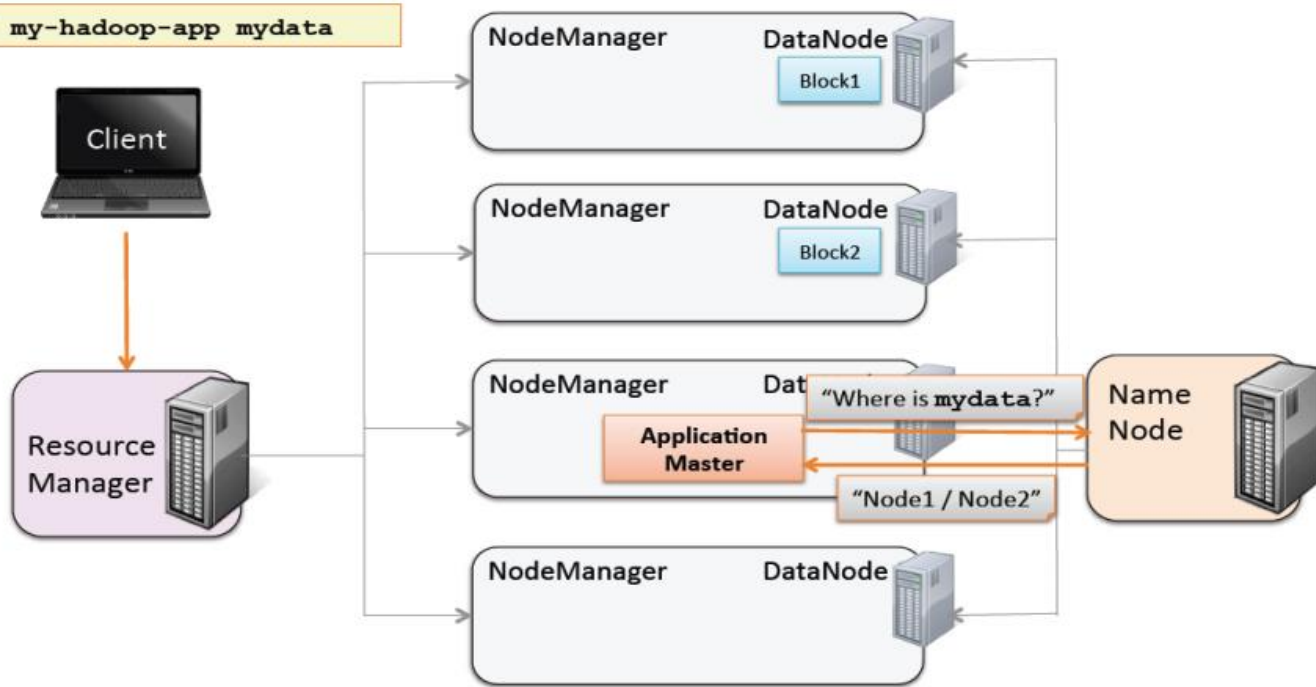 my-hadoop-app mydata
Client
Resource
Manager
NodeManager DataNode
Block1
NodeManager DataNode
Block2
NodeManager
“Where is mydata?”
Application
Master
“Node1 / Node2”
Name
Node
NodeManager DataNode